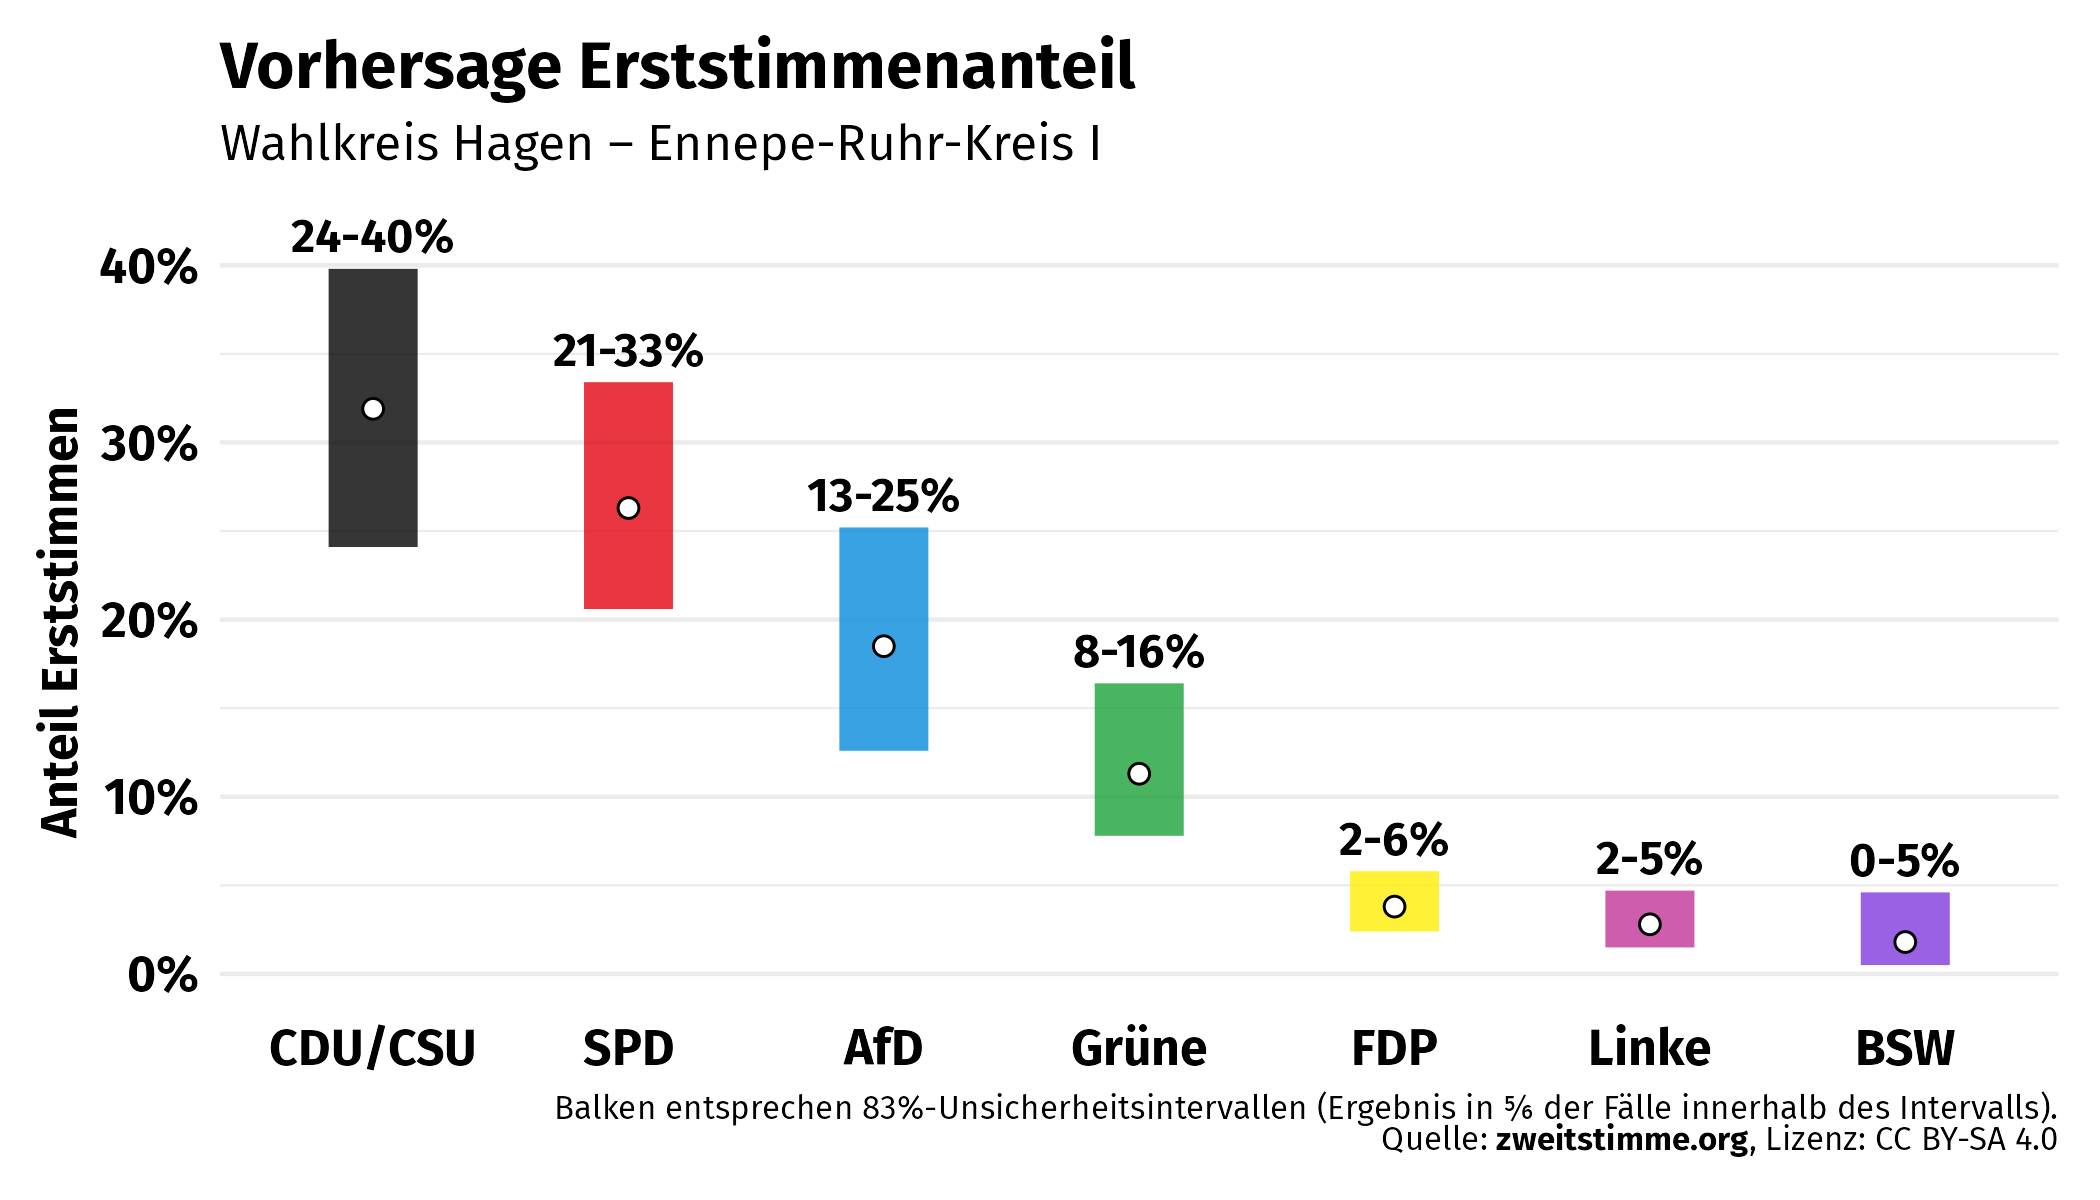 Vorhersage Erststimmenanteil
Wahlkreis Hagen – Ennepe-Ruhr-Kreis I
24-40%
40%
21-33%
Anteil Erststimmen
30%
13-25%
20%
8-16%
10%
2-6%
2-5%
0-5%
0%
CDU/CSU SPD AfD Grüne FDP Linke BSW
Balken entsprechen 83%-Unsicherheitsintervallen (Ergebnis in ⅚ der Fälle innerhalb des Intervalls).
Quelle: zweitstimme.org, Lizenz: CC BY-SA 4.0